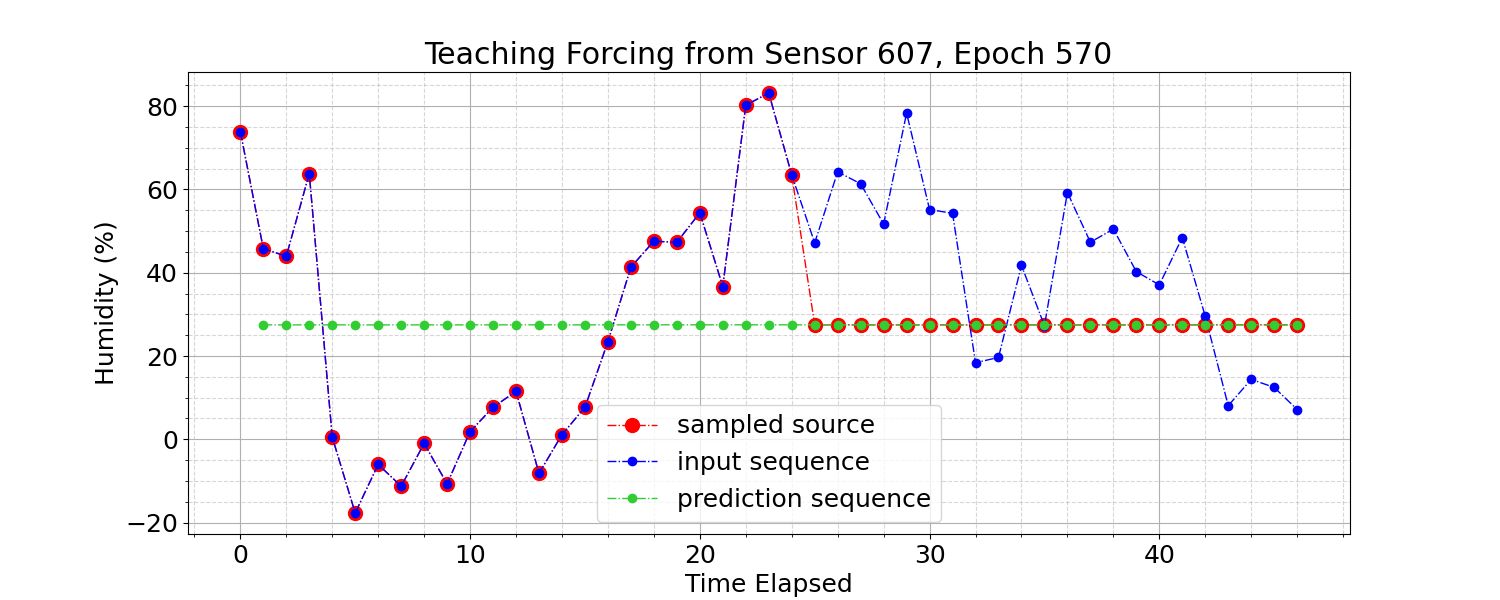 Teaching Forcing from Sensor 607, Epoch 570
Humidity (%)
80
60
40
20
0
−20
sampled source
input sequence
prediction sequence
0 10 20 30 40
Time Elapsed